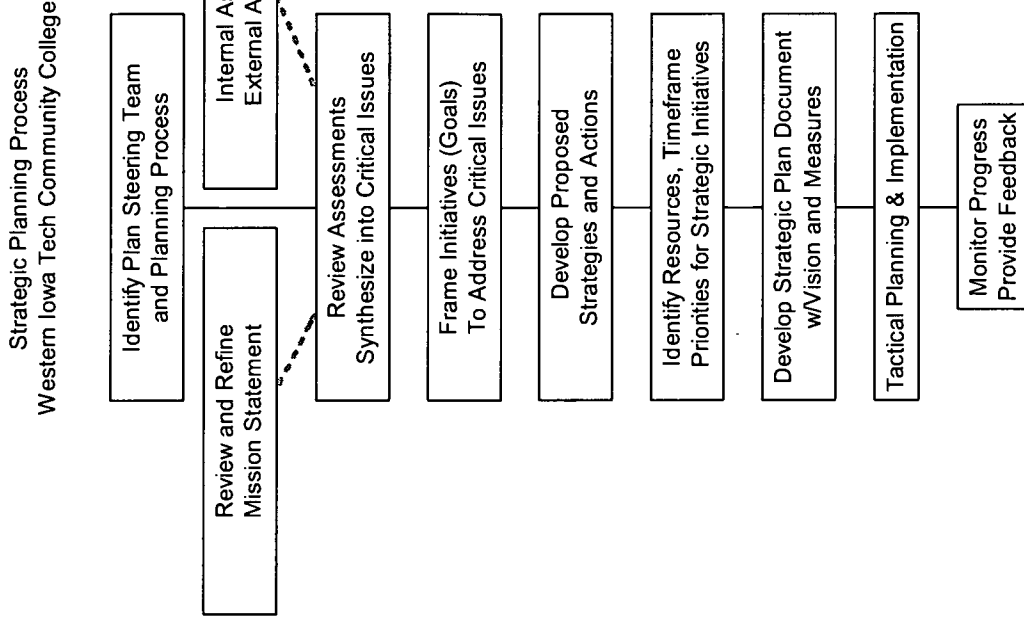 Strategic Planning Process
Western Iowa Tech Community College
Identify Plan Steering Team
and Planning Process
Review and Refine
Mission Statement
Internal
External
Review Assessments
Synthesize into Critical Issues
Frame Initiatives (Goals)
To Address Critical Issues
Develop Proposed
Strategies and Actions
Identify Resources, Timeframe
Priorities for Strategic Initiatives
Develop Strategic Plan Document
w/Vision and Measures
Tactical Planning & Implementation
Monitor Progress
Provide Feedback